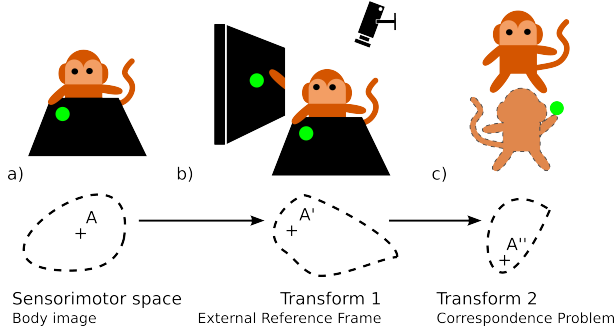 a)
b)
c)
A
+
A'
+
A''
+
Sensorimotor space
Body image
Transform 1
External Reference Frame
Transform 2
Correspondence Problem